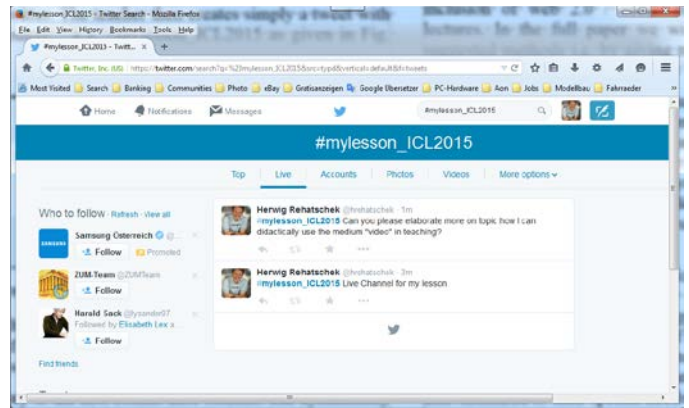 #mylesson_ICL2015 - Twitter Search - Mozilla Firefox
File Edit View History Bookmarks Tools Help
#mylesson_ICL2015 - Twitt...
Twitter, Inc. (US) https://twitter.com/search?q=%23mylesson_ICL2015&src=typd&vertical=default&f=tweets
Most Visited Search Banking Communities Photo eBay Gratisanzeigen Google Übersetzer PC-Hardware Aon Jobs Modellbau Fahrraeder
Home Notifications Messages #mylesson_ICL2015
#mylesson_ICL2015
Top Live Accounts Photos Videos More options
Who to follow · Refresh · View all
Samsung Österreich @...
Follow Promoted
ZUM-Team @ZUMTeam
Follow
Harald Sack @lysander07
Followed by Elisabeth Lex a...
Follow
Find friends
Herwig Rehatschek @hrehatschek · 1m
#mylesson_ICL2015 Can you please elaborate more on topic how I can
didactically use the medium "video" in teaching?
Herwig Rehatschek @hrehatschek · 3m
#mylesson_ICL2015 Live Channel for my lesson